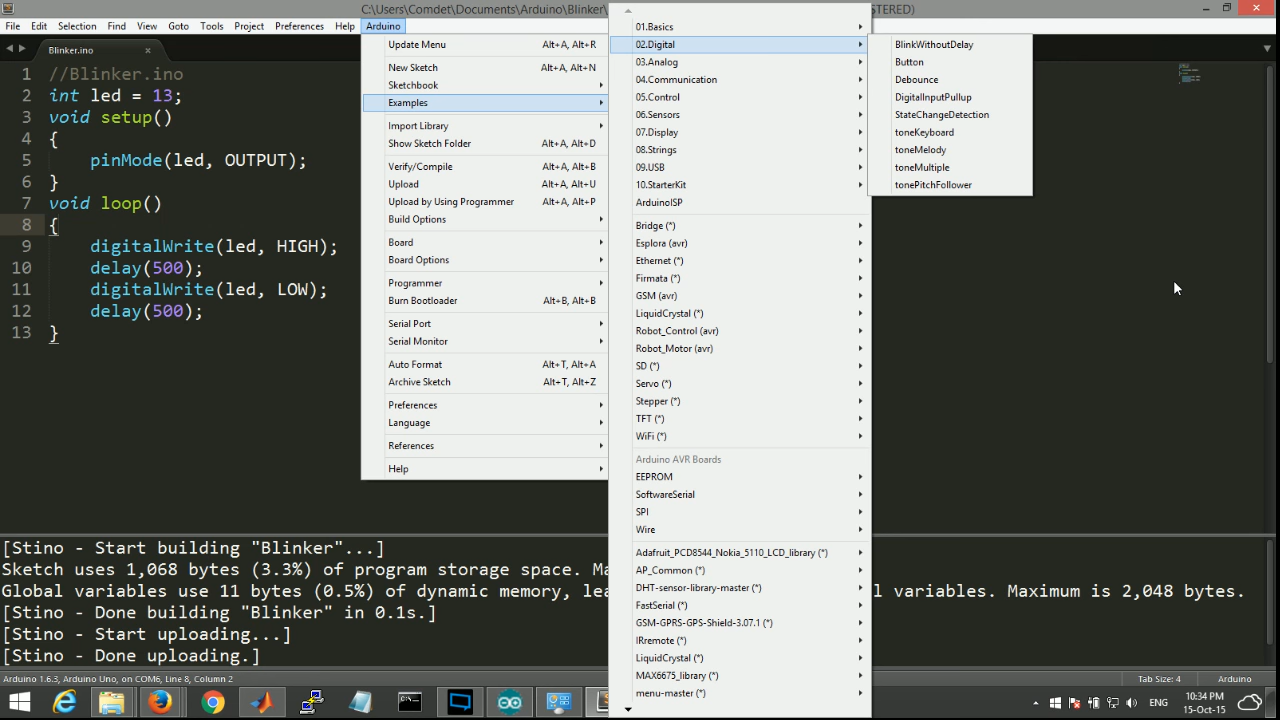 C:\Users\Comdet\Documents\Arduino\Blinker\
STERED)
File Edit Selection Find View Goto Tools Project Preferences Help Arduino
Blinker.ino ×
1 //Blinker.ino
2 int led = 13;
3 void setup()
4 {
5 pinMode(led, OUTPUT);
6 }
7 void loop()
8 {
9 digitalWrite(led, HIGH);
10 delay(500);
11 digitalWrite(led, LOW);
12 delay(500);
13 }
Update Menu Alt+A, Alt+R
New Sketch Alt+A, Alt+N
Sketchbook
Examples
Import Library
Show Sketch Folder Alt+A, Alt+D
Verify/Compile Alt+A, Alt+B
Upload Alt+A, Alt+U
Upload by Using Programmer Alt+A, Alt+P
Build Options
Board
Board Options
Programmer
Burn Bootloader Alt+B, Alt+B
Serial Port
Serial Monitor
Auto Format Alt+T, Alt+A
Archive Sketch Alt+T, Alt+Z
Preferences
Language
References
Help
01.Basics
02.Digital
03.Analog
04.Communication
05.Control
06.Sensors
07.Display
08.Strings
09.USB
10.StarterKit
ArduinoISP
Bridge (*)
Esplora (avr)
Ethernet (*)
Firmata (*)
GSM (avr)
LiquidCrystal (*)
Robot_Control (avr)
Robot_Motor (avr)
SD (*)
Servo (*)
Stepper (*)
TFT (*)
WiFi (*)
Arduino AVR Boards
EEPROM
SoftwareSerial
SPI
Wire
Adafruit_PCD8544_Nokia_5110_LCD_library (*)
AP_Common (*)
DHT-sensor-library-master (*)
FastSerial (*)
GSM-GPRS-GPS-Shield-3.07.1 (*)
IRremote (*)
LiquidCrystal (*)
MAX6675_library (*)
menu-master (*)
BlinkWithoutDelay
Button
Debounce
DigitalInputPullup
StateChangeDetection
toneKeyboard
toneMelody
toneMultiple
tonePitchFollower
[Stino - Start building "Blinker"...]
Sketch uses 1,068 bytes (3.3%) of program storage space.
Global variables use 11 bytes (0.5%) of dynamic memory, l variables. Maximum is 2,048 bytes.
[Stino - Done building "Blinker" in 0.1s.]
[Stino - Start uploading...]
[Stino - Done uploading.]
Arduino 1.6.3, Arduino Uno, on COM6, Line 8, Column 2 Tab Size: 4 Arduino
ENG
10:34 PM
15-Oct-15